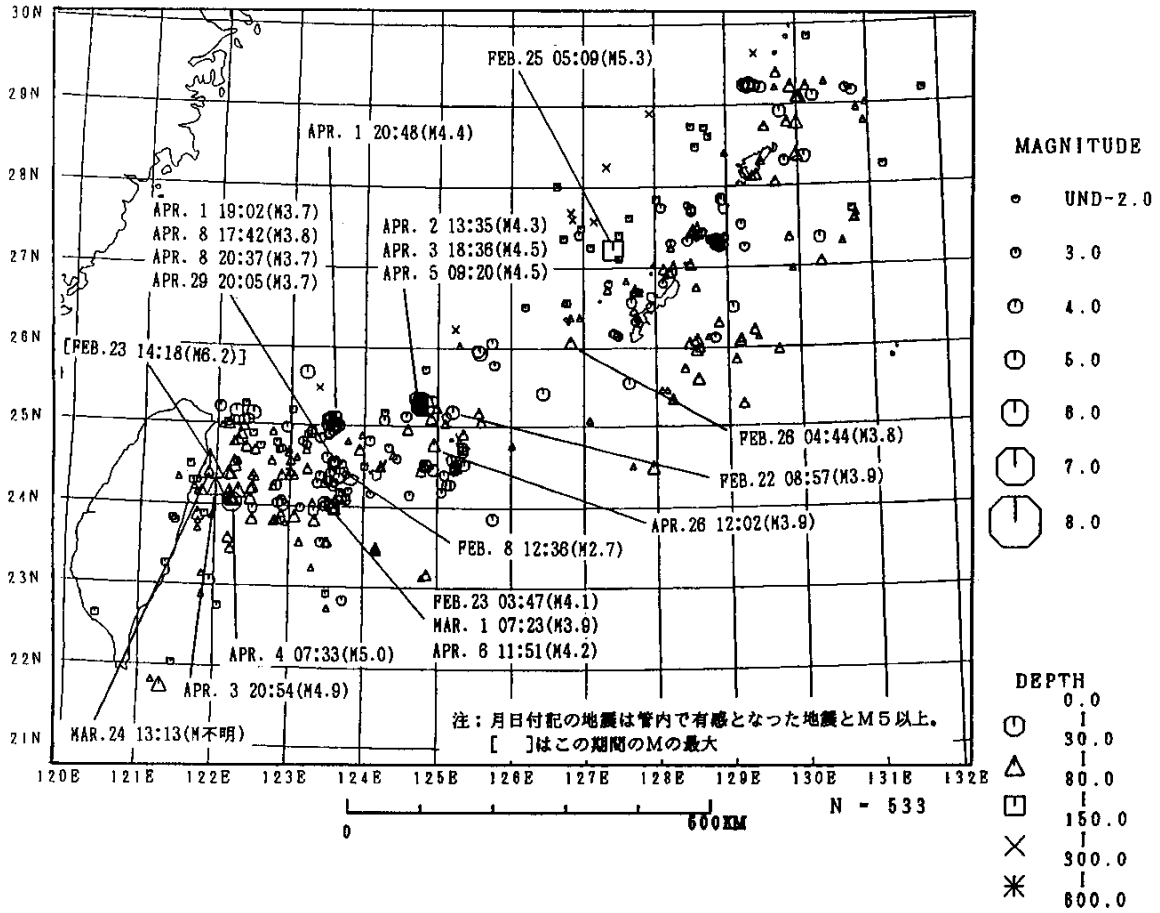 30N
FEB.25 05:09(M5.3)
29N
APR. 1 20:48(M4.4)
MAGNITUDE
28N
UND-2.0
APR. 1 19:02(M3.7)
APR. 8 17:42(M3.8)
APR. 8 20:37(M3.7)
APR.29 20:05(M3.7)
APR. 2 13:35(M4.3)
APR. 3 18:36(M4.5)
APR. 5 09:20(M4.5)
27N
3.0
4.0
26N
[FEB.23 14:18(M6.2)]
5.0
25N
6.0
FEB.26 04:44(M3.8)
7.0
FEB.22 08:57(M3.9)
24N
APR.26 12:02(M3.9)
8.0
FEB. 8 12:36(M2.7)
23N
FEB.23 03:47(M4.1)
MAR. 1 07:23(M3.9)
APR. 6 11:51(M4.2)
22N
APR. 4 07:33(M5.0)
APR. 3 20:54(M4.9)
DEPTH
0.0
30.0
80.0
150.0
300.0
600.0
注:月日付記の地震は管内で有感となった地震とM5以上。
[ ]はこの期間のMの最大
MAR.24 13:13(M不明)
21N
120E 121E 122E 123E 124E 125E 126E 127E 128E 129E 130E 131E 132E
N = 533
0 600KM